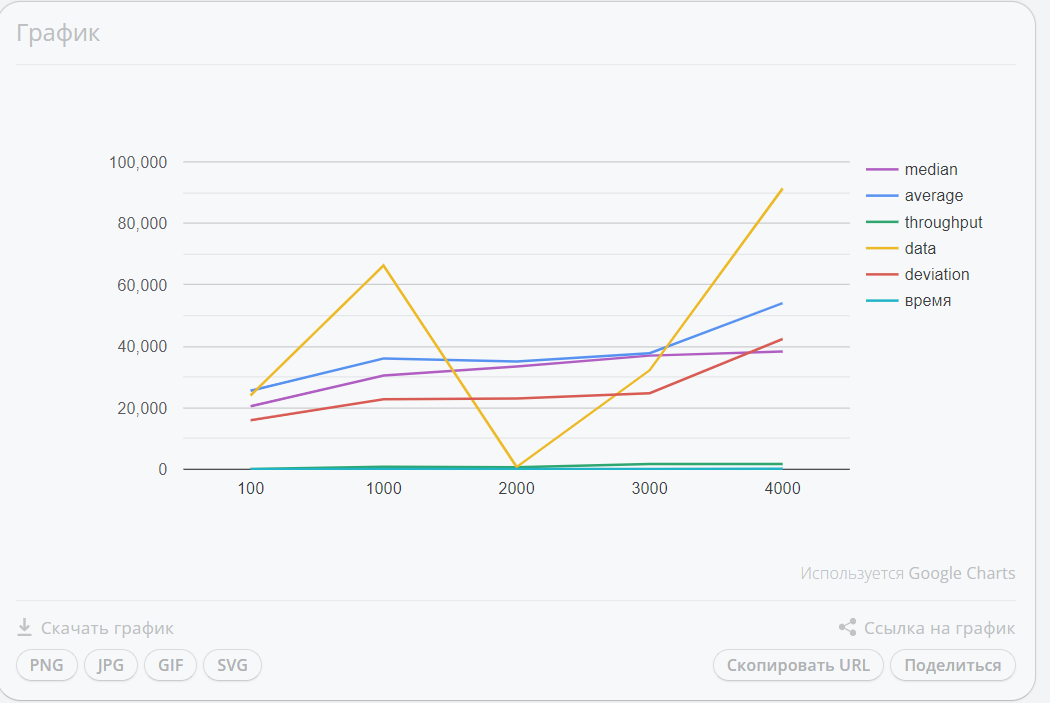 График
100,000
80,000
60,000
40,000
20,000
0
100 1000 2000 3000 4000
median
average
throughput
data
deviation
время
Используется Google Charts
Скачать график
Ссылка на график
PNG JPG GIF SVG
Скопировать URL Поделиться